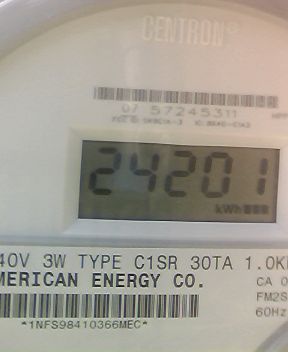 CENTRON®
07 57245311
24201
kWh
40V 3W TYPE C1SR 30TA 1.0K
MERICAN ENERGY CO.
CA 0
FM2S
60Hz
*1NFS98410366MEC*